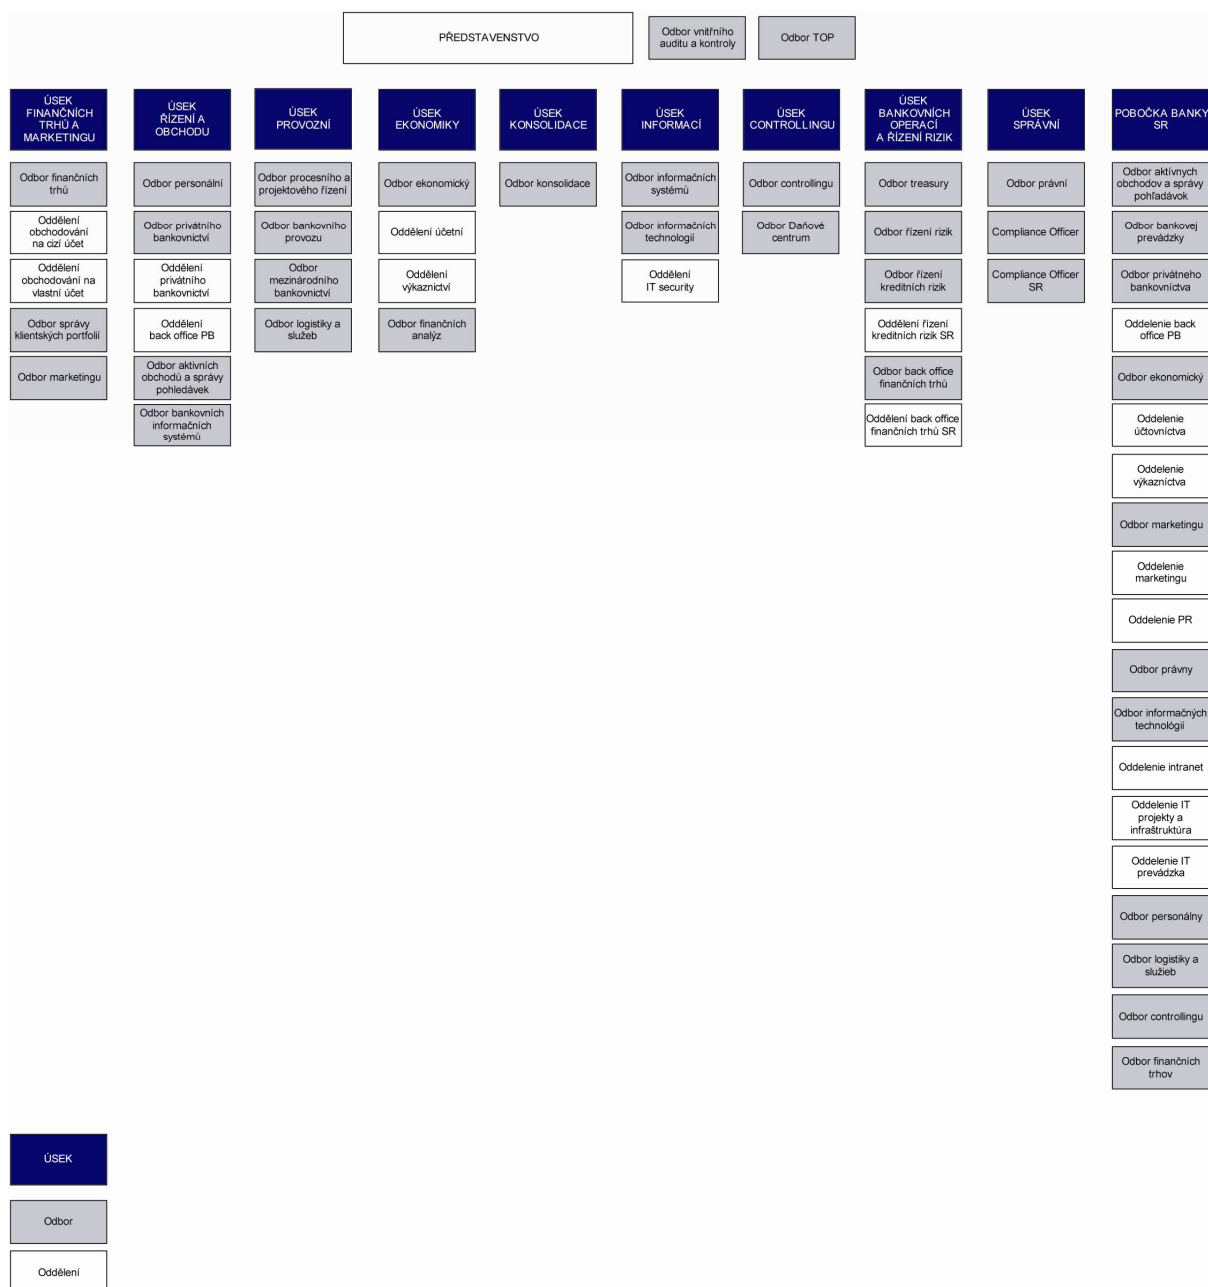 PŘEDSTAVENSTVO
Odbor vnitřního
auditu a kontroly
Odbor TOP
ÚSEK
FINANČNÍCH
TRHŮ A
MARKETINGU
Odbor finančních
trhů
Oddělení
obchodování
na cizí účet
Oddělení
obchodování na
vlastní účet
Odbor správy
klientských portfolií
Odbor marketingu
ÚSEK
ŘÍZENÍ A
OBCHODU
Odbor personální
Odbor privátního
bankovnictví
Oddělení
privátního
bankovnictví
Oddělení
back office PB
Odbor aktivních
obchodů a správy
pohledávek
Odbor bankovních
informačních
systémů
ÚSEK
PROVOZNÍ
Odbor procesního a
projektového řízení
Odbor bankovního
provozu
Odbor
mezinárodního
bankovnictví
Odbor logistiky a
služeb
ÚSEK
EKONOMIKY
Odbor ekonomický
Oddělení účetní
Oddělení
výkaznictví
Odbor finančních
analýz
ÚSEK
KONSOLIDACE
Odbor konsolidace
ÚSEK
INFORMACÍ
Odbor informačních
systémů
Odbor informačních
technologií
Oddělení
IT security
ÚSEK
CONTROLLINGU
Odbor controllingu
Odbor Daňové
centrum
ÚSEK
BANKOVNÍCH
OPERACÍ
A ŘÍZENÍ RIZIK
Odbor treasury
Odbor řízení rizik
Odbor řízení
kreditních rizik
Oddělení řízení
kreditních rizik SR
Odbor back office
finančních trhů
Oddělení back office
finančních trhů SR
ÚSEK
SPRÁVNÍ
Odbor právní
Compliance Officer
Compliance Officer
SR
POBOČKA BANKY
SR
Odbor aktívnych
obchodov a správy
pohľadávok
Odbor bankovej
prevádzky
Odbor privátneho
bankovníctva
Oddelenie back
office PB
Odbor ekonomický
Oddelenie
účtovníctva
Oddelenie
výkazníctva
Odbor marketingu
Oddelenie
marketingu
Oddelenie PR
Odbor právny
Odbor informačných
technológií
Oddelenie intranet
Oddelenie IT
projekty a
infraštruktúra
Oddelenie IT
prevádzka
Odbor personálny
Odbor logistiky a
služieb
Odbor controllingu
Odbor finančních
trhov
ÚSEK
Odbor
Oddělení